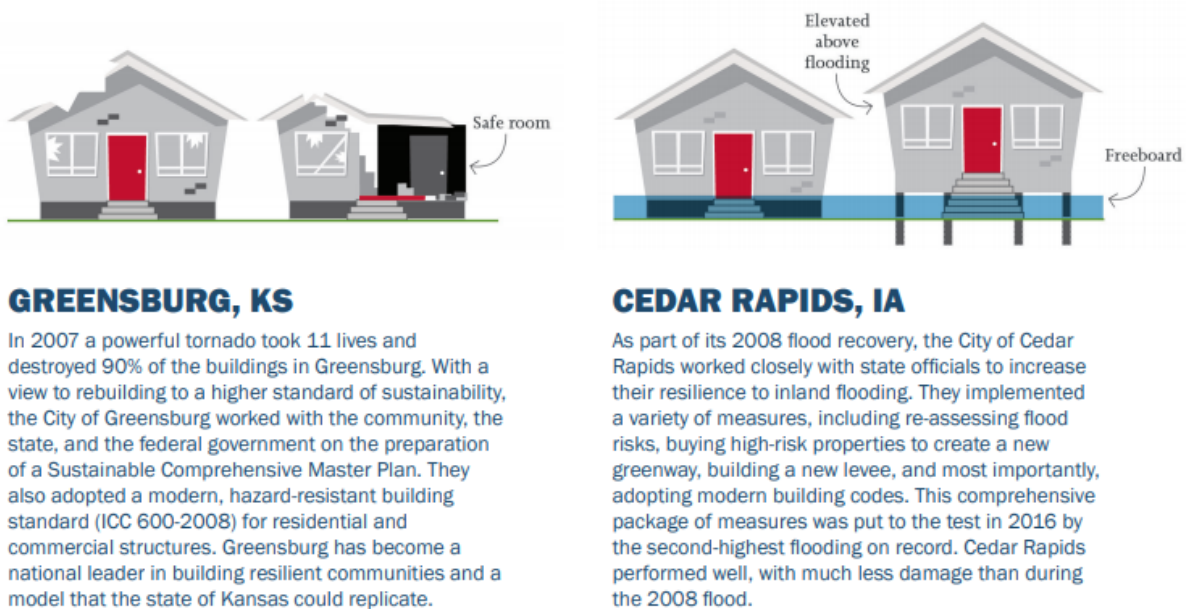 Safe room
Elevated
above
flooding
Freeboard
GREENSBURG, KS
In 2007 a powerful tornado took 11 lives and
destroyed 90% of the buildings in Greensburg. With a
view to rebuilding to a higher standard of sustainability,
the City of Greensburg worked with the community, the
state, and the federal government on the preparation
of a Sustainable Comprehensive Master Plan. They
also adopted a modern, hazard-resistant building
standard (ICC 600-2008) for residential and
commercial structures. Greensburg has become a
national leader in building resilient communities and a
model that the state of Kansas could replicate.
CEDAR RAPIDS, IA
As part of its 2008 flood recovery, the City of Cedar
Rapids worked closely with state officials to increase
their resilience to inland flooding. They implemented
a variety of measures, including re-assessing flood
risks, buying high-risk properties to create a new
greenway, building a new levee, and most importantly,
adopting modern building codes. This comprehensive
package of measures was put to the test in 2016 by
the second-highest flooding on record. Cedar Rapids
performed well, with much less damage than during
the 2008 flood.